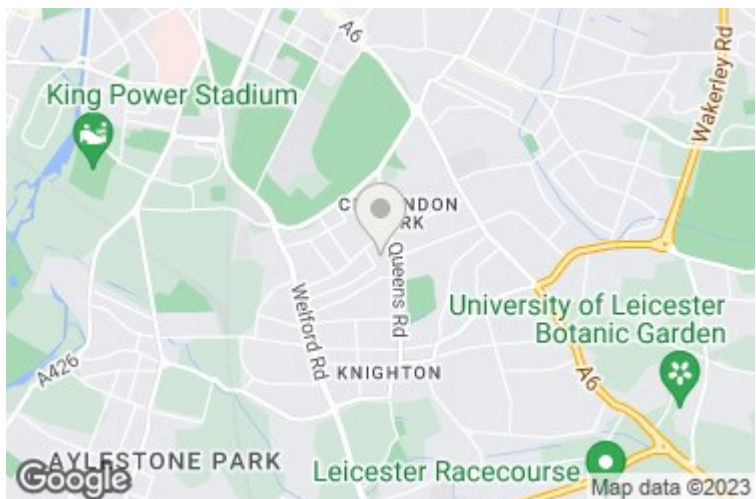 A6
King Power Stadium
Wakerley Rd
Queens Rd
University of Leicester
Botanic Garden
Welford Rd
KNIGHTON
A426
A6
AYLESTONE PARK
Leicester Racecourse
Google
Map data ©2023